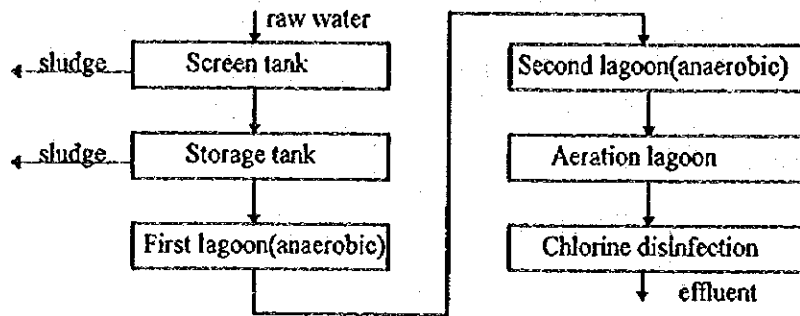 raw water
sludge
Screen tank
sludge
Storage tank
First lagoon(anaerobic)
Second lagoon(anaerobic)
Aeration lagoon
Chlorine disinfection
effluent